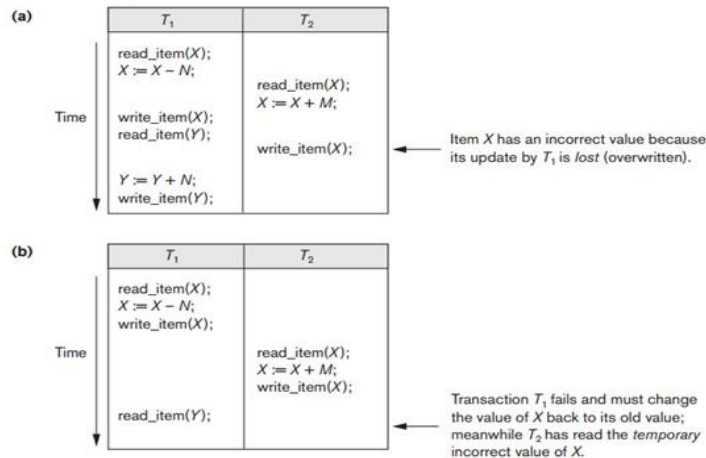 (a)
T1 T2
read_item(X);
X := X – N;
read_item(X);
X := X + M;
Time
write_item(X);
read_item(Y);
write_item(X);
Item X has an incorrect value because
its update by T1 is lost (overwritten).
Y := Y + N;
write_item(Y);
(b)
T1 T2
read_item(X);
X := X – N;
write_item(X);
Time
read_item(X);
X := X + M;
write_item(X);
read_item(Y);
Transaction T1 fails and must change
the value of X back to its old value;
meanwhile T2 has read the temporary
incorrect value of X.